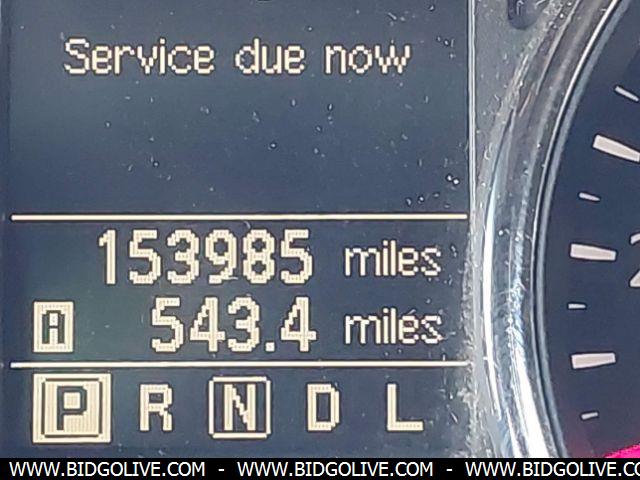 Service due now
153985 miles
A 543.4 miles
P R N D L
WWW.BIDGOLIVE.COM - WWW.BIDGOLIVE.COM - WWW.BIDGOLIVE.COM